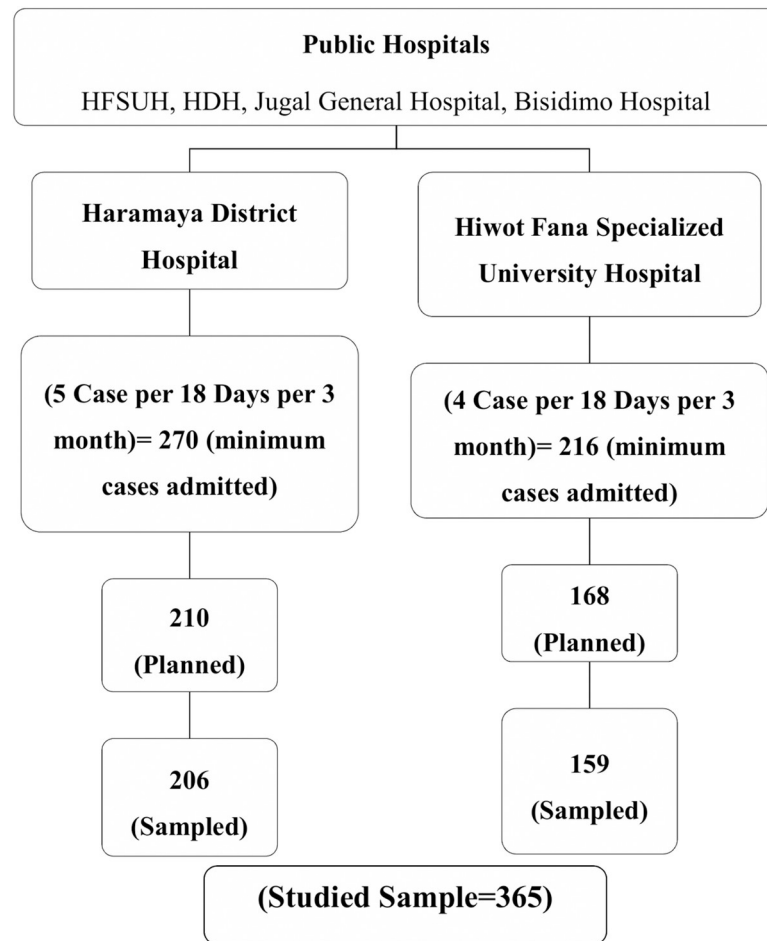 Public Hospitals
HFSUH, HDH, Jugal General Hospital, Bisidimo Hospital
Haramaya District
Hospital
Hiwot Fana Specialized
University Hospital
(5 Case per 18 Days per 3
month)= 270 (minimum
cases admitted)
(4 Case per 18 Days per 3
month)= 216 (minimum
cases admitted)
210
(Planned)
168
(Planned)
206
(Sampled)
159
(Sampled)
(Studied Sample=365)